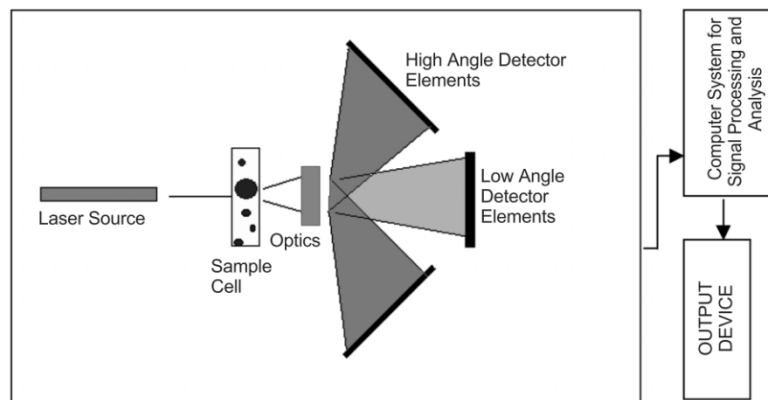 High Angle Detector
Elements
Low Angle
Detector
Elements
Laser Source
Optics
Sample
Cell
Computer System for
Signal Processing and
Analysis
OUTPUT
DEVICE